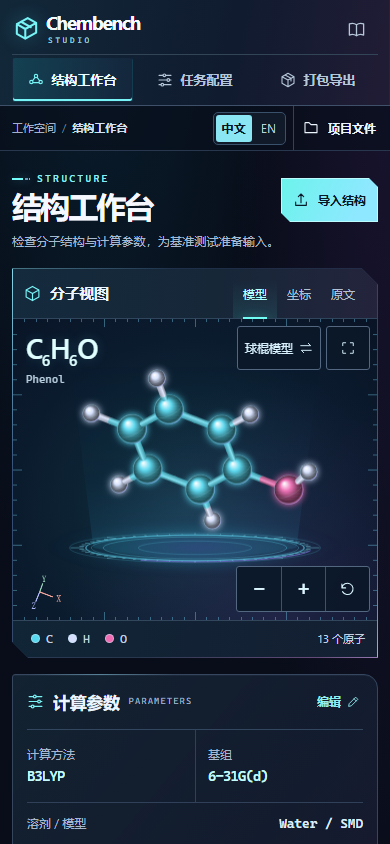 Chembench
STUDIO
结构工作台 任务配置 打包导出
工作空间 / 结构工作台 中文 EN 项目文件
STRUCTURE
结构工作台
导入结构
检查分子结构与计算参数，为基准测试准备输入。
分子视图 模型 坐标 原文
C₆H₆O
Phenol
球棍模型
Y
Z X
− +
C H O 13 个原子
计算参数 PARAMETERS 编辑
计算方法 基组
B3LYP 6-31G(d)
溶剂 / 模型 Water / SMD